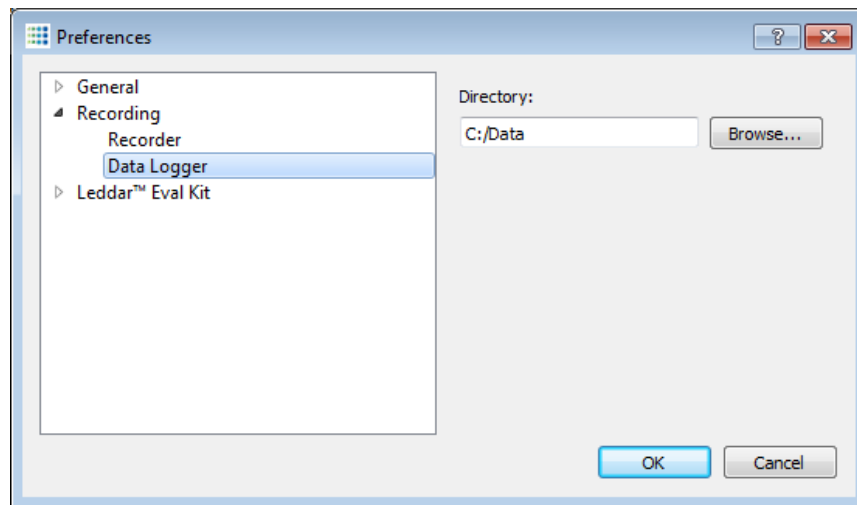 Preferences
General
Recording
Recorder
Data Logger
Leddar™ Eval Kit
Directory:
C:/Data
Browse...
OK
Cancel